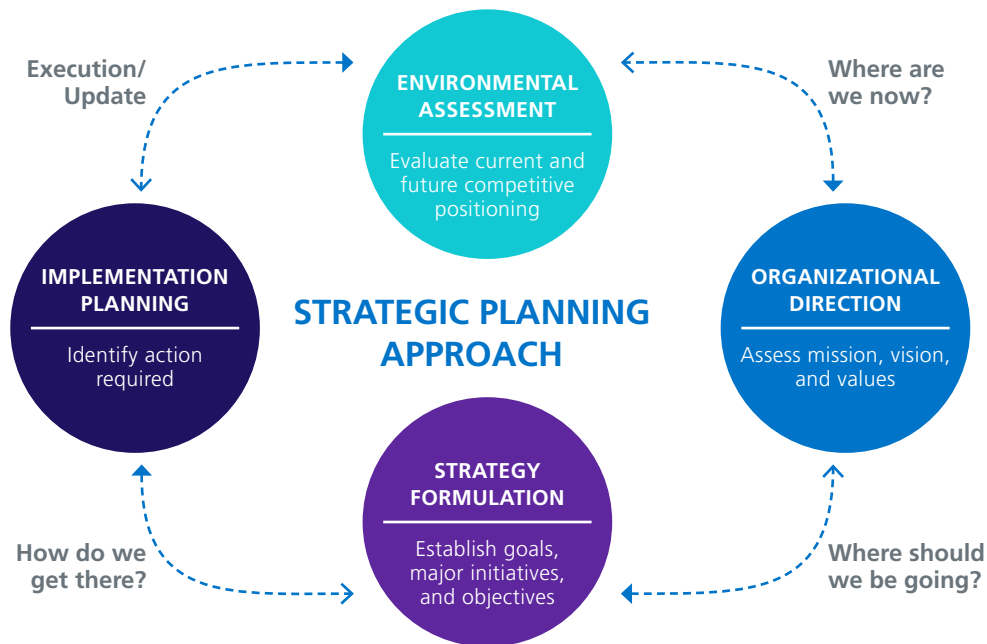 Execution/
Update
ENVIRONMENTAL
ASSESSMENT
Evaluate current and
future competitive
positioning
Where are
we now?
IMPLEMENTATION
PLANNING
Identify action
required
STRATEGIC PLANNING
APPROACH
ORGANIZATIONAL
DIRECTION
Assess mission, vision,
and values
STRATEGY
FORMULATION
Establish goals,
major initiatives,
and objectives
How do we
get there?
Where should
we be going?